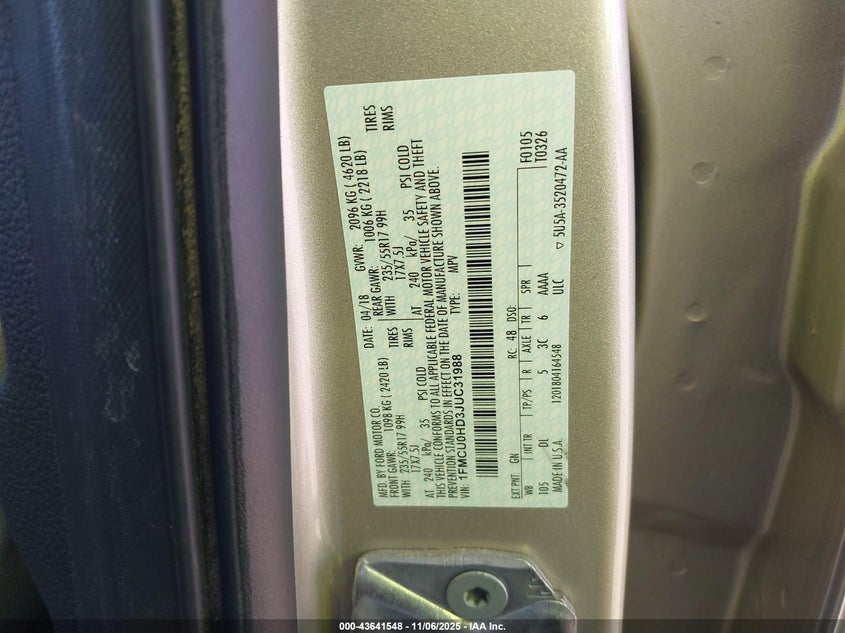 MFD. BY FORD MOTOR CO. DATE: 04/18 GVWR: 2096 KG ( 4620 LB)
FRONT GAWR: 1098 KG ( 2420 LB) REAR GAWR: 1006 KG ( 2218 LB)
WITH 235/55R17 99H TIRES WITH 235/55R17 99H TIRES
17X7.5J RIMS 17X7.5J RIMS
AT 240 kPa/ 35 PSI COLD AT 240 kPa/ 35 PSI COLD
THIS VEHICLE CONFORMS TO ALL APPLICABLE FEDERAL MOTOR VEHICLE SAFETY AND THEFT
PREVENTION STANDARDS IN EFFECT ON THE DATE OF MANUFACTURE SHOWN ABOVE.
VIN: 1FMCU0HD3JUC31988 TYPE: MPV
EXT PNT: GN RC: 48 DSO: F0105
WB INT TR TP/PS R AXLE TR SPR T0326
105 DL 5 3C 6 AAAA
1201804164548 ULC
MADE IN U.S.A. ▽ 5U5A-3520472-AA
000-43641548 - 11/06/2025 - IAA Inc.